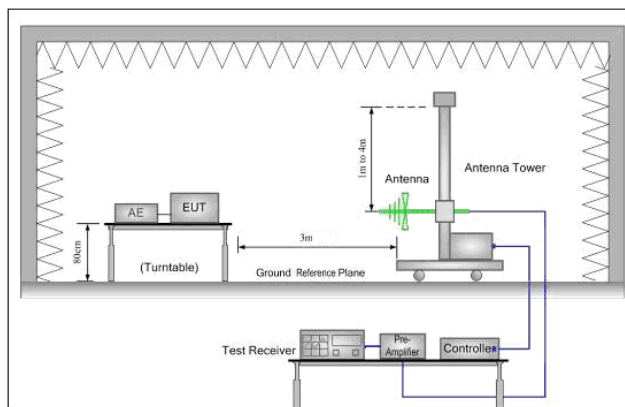 1m to 4m
Antenna Tower
Antenna
AE
EUT
80cm
(Turntable)
3m
Ground Reference Plane
Test Receiver
Pre-
Amplifier
Controller